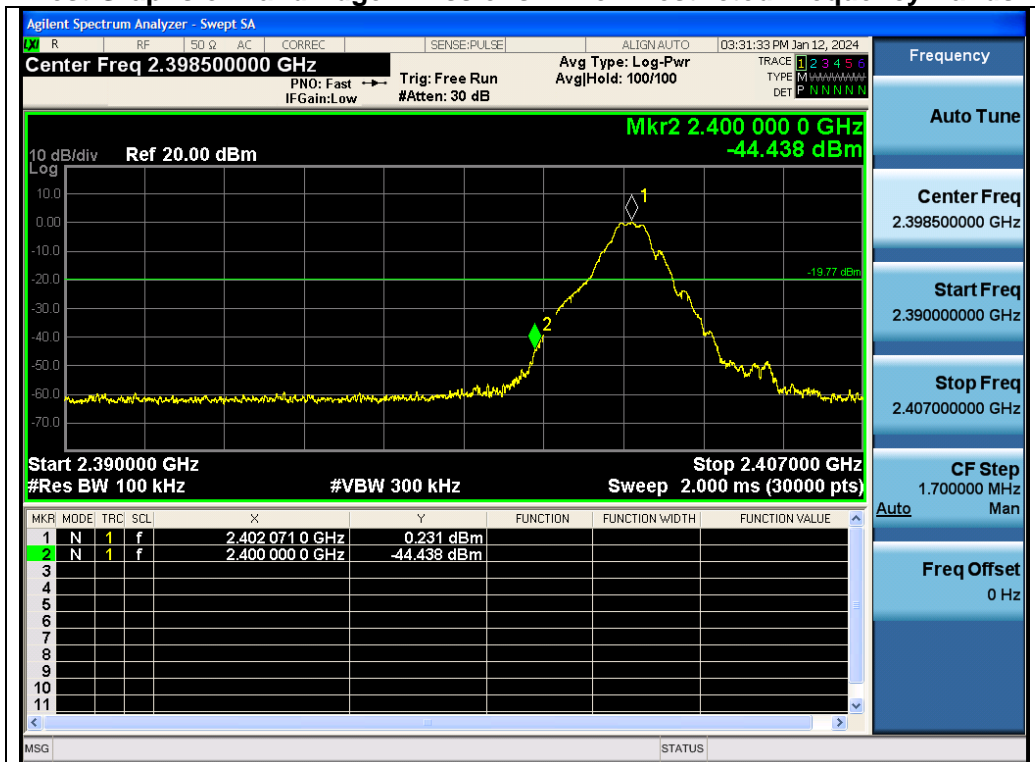 Agilent Spectrum Analyzer - Swept SA
LXI R RF 50 Ω AC CORREC SENSE:PULSE ALIGN AUTO 03:31:33 PM Jan 12, 2024
Center Freq 2.398500000 GHz
PNO: Fast
IFGain:Low
Trig: Free Run
#Atten: 30 dB
Avg Type: Log-Pwr
Avg|Hold: 100/100
TRACE 1 2 3 4 5 6
TYPE M
DET P N N N N N
Mkr2 2.400 000 0 GHz
-44.438 dBm
10 dB/div Ref 20.00 dBm
Log
10.0
0.00
-10.0
-20.0
-30.0
-40.0
-50.0
-60.0
-70.0
1
2
-19.77 dBm
Start 2.390000 GHz Stop 2.407000 GHz
#Res BW 100 kHz #VBW 300 kHz Sweep 2.000 ms (30000 pts)
MKR MODE TRC SCL X Y FUNCTION FUNCTION WIDTH FUNCTION VALUE
1 N 1 f 2.402 071 0 GHz 0.231 dBm
2 N 1 f 2.400 000 0 GHz -44.438 dBm
3
4
5
6
7
8
9
10
11
MSG STATUS
Frequency
Auto Tune
Center Freq
2.398500000 GHz
Start Freq
2.390000000 GHz
Stop Freq
2.407000000 GHz
CF Step
1.700000 MHz
Auto Man
Freq Offset
0 Hz